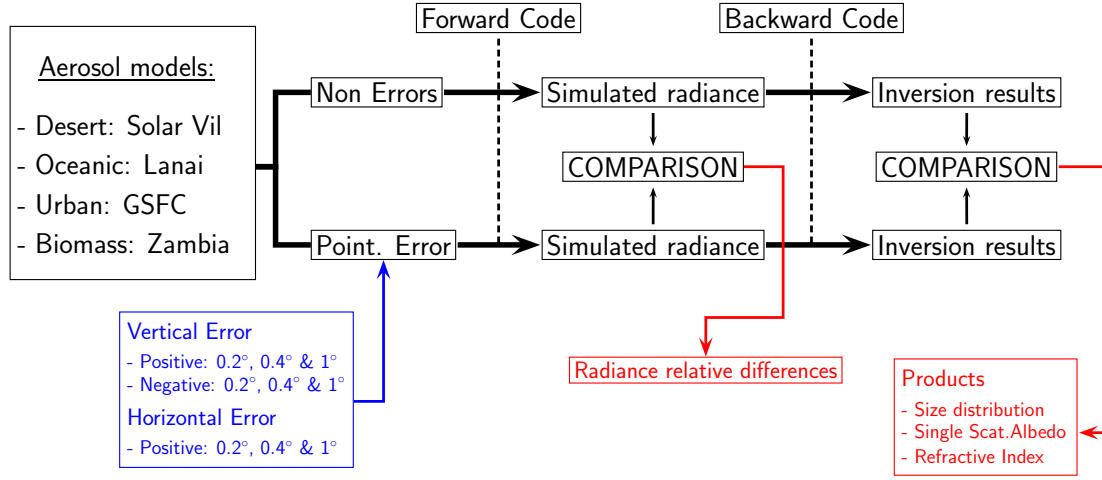 Forward Code
Backward Code
Aerosol models:
- Desert: Solar Vil
- Oceanic: Lanai
- Urban: GSFC
- Biomass: Zambia
Non Errors
Simulated radiance
Inversion results
COMPARISON
COMPARISON
Point. Error
Simulated radiance
Inversion results
Vertical Error
- Positive: 0.2°, 0.4° & 1°
- Negative: 0.2°, 0.4° & 1°
Horizontal Error
- Positive: 0.2°, 0.4° & 1°
Radiance relative differences
Products
- Size distribution
- Single Scat.Albedo
- Refractive Index